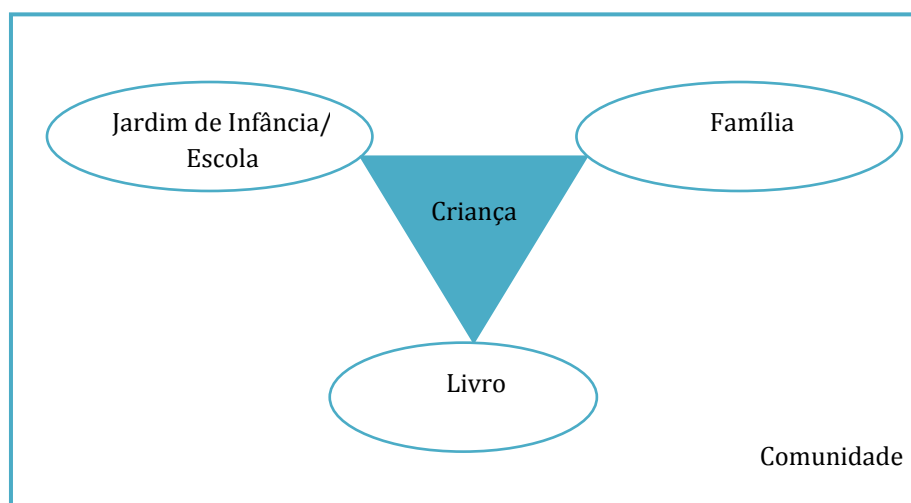 Jardim de Infância/
Escola
Família
Criança
Livro
Comunidade